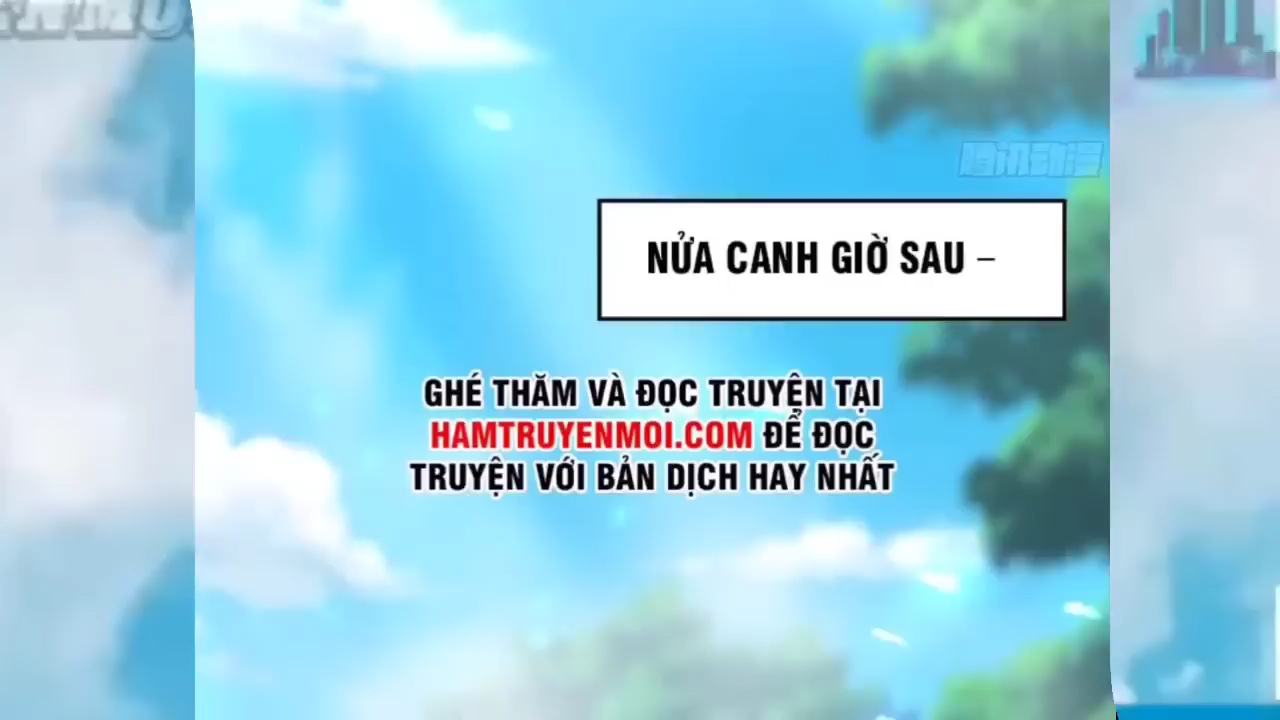 NỬA CANH GIỜ SAU –
GHÉ THĂM VÀ ĐỌC TRUYỆN TẠI
HAMTRUYENMOI.COM ĐỂ ĐỌC
TRUYỆN VỚI BẢN DỊCH HAY NHẤT